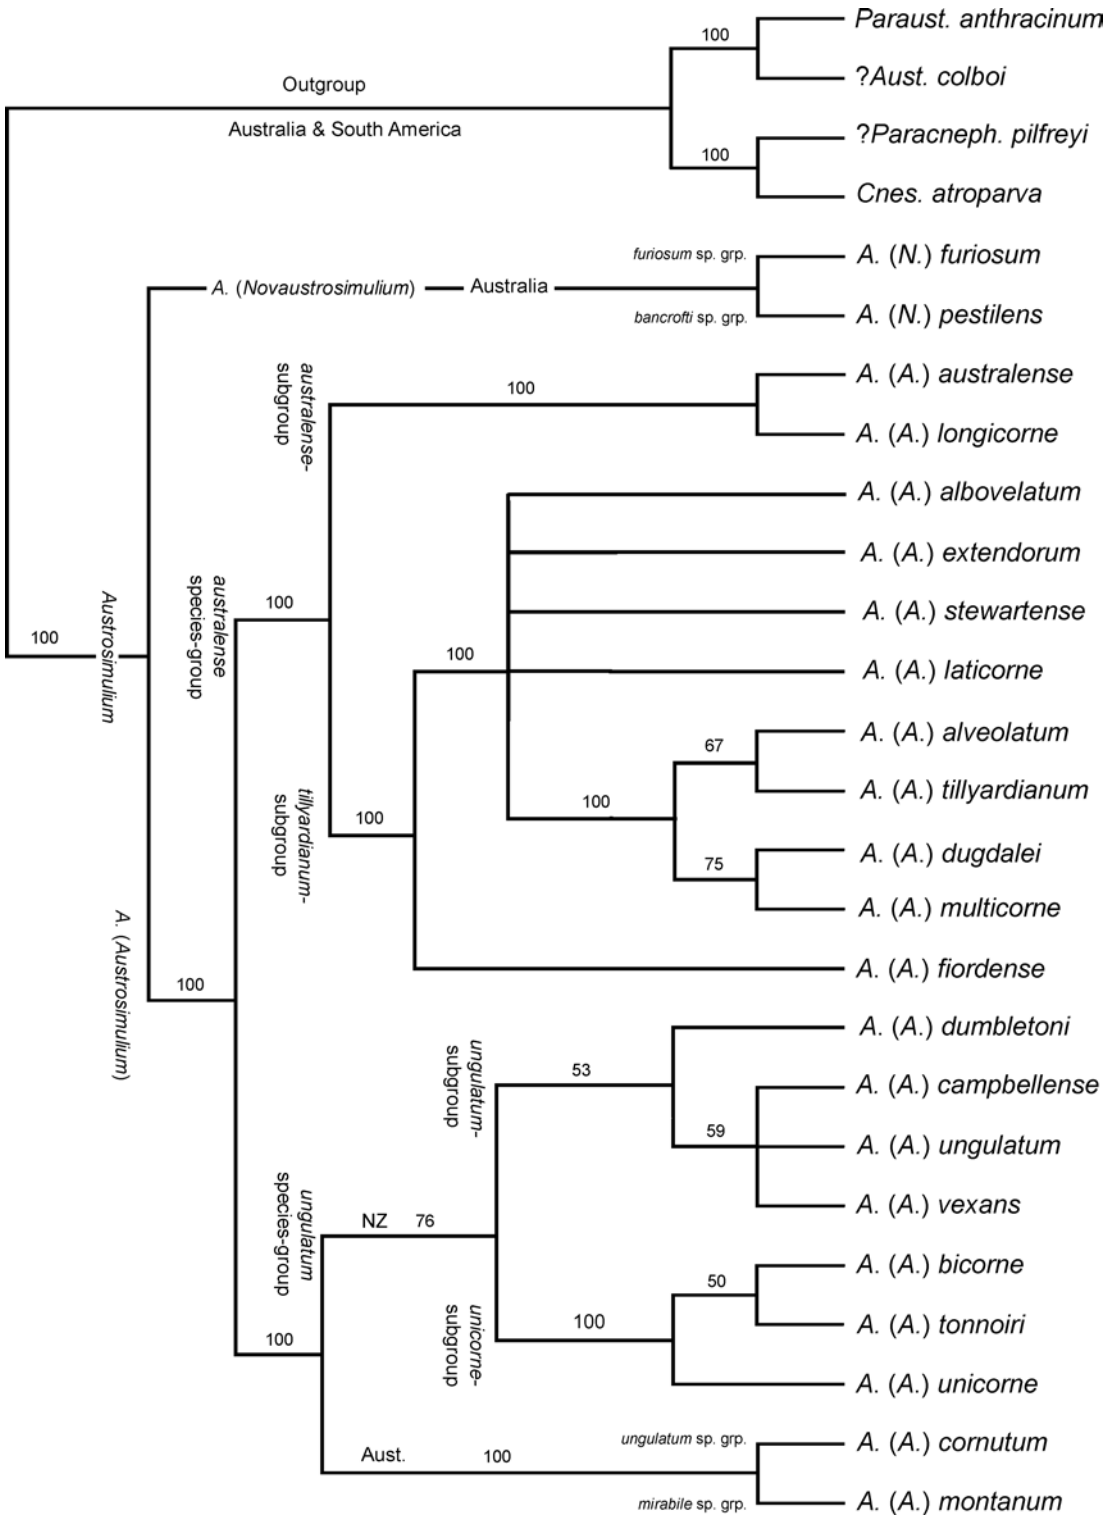 Paraust. anthracinum
100
?Aust. colboi
Outgroup
Australia & South America
?Paracneph. pilfreyi
100
Cnes. atroparva
furiosum sp. grp.
A. (N.) furiosum
A. (Novaustrosimulium)
Australia
bancrofti sp. grp.
A. (N.) pestilens
australense-
subgroup
100
A. (A.) australense
A. (A.) longicorne
A. (A.) albovelatum
A. (A.) extendorum
australense
species-group
100
A. (A.) stewartense
Austrosimulium
100
100
A. (A.) laticorne
67
A. (A.) alveolatum
tillyardianum-
subgroup
100
100
A. (A.) tillyardianum
A. (A.) dugdalei
75
A. (A.) multicorne
A. (A.) fiordense
A. (Austrosimulium)
100
A. (A.) dumbletoni
ungulatum-
subgroup
53
A. (A.) campbellense
59
A. (A.) ungulatum
A. (A.) vexans
ungulatum
species-group
NZ 76
A. (A.) bicorne
50
A. (A.) tonnoiri
unicorne-
subgroup
100
100
A. (A.) unicorne
ungulatum sp. grp.
A. (A.) cornutum
Aust. 100
mirabile sp. grp.
A. (A.) montanum